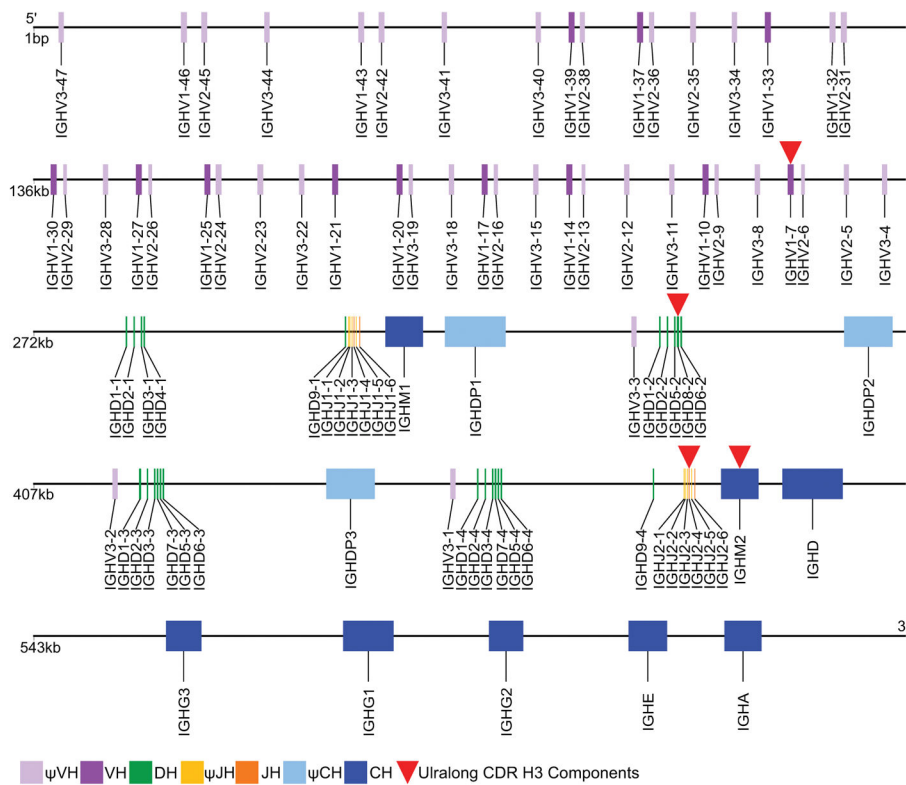 5'
1bp
IGHV3-47
IGHV1-46
IGHV2-45
IGHV3-44
IGHV1-43
IGHV2-42
IGHV3-41
IGHV3-40
IGHV1-39
IGHV2-38
IGHV1-37
IGHV2-36
IGHV2-35
IGHV3-34
IGHV1-33
IGHV1-32
IGHV2-31
136kb
IGHV1-30
IGHV2-29
IGHV3-28
IGHV1-27
IGHV2-26
IGHV1-25
IGHV2-24
IGHV2-23
IGHV3-22
IGHV1-21
IGHV1-20
IGHV3-19
IGHV3-18
IGHV1-17
IGHV2-16
IGHV3-15
IGHV1-14
IGHV2-13
IGHV2-12
IGHV3-11
IGHV1-10
IGHV2-9
IGHV3-8
IGHV1-7
IGHV2-6
IGHV2-5
IGHV3-4
272kb
IGHD1-1
IGHD2-1
IGHD3-1
IGHD4-1
IGHD9-1
IGHJ1-1
IGHJ1-2
IGHJ1-3
IGHJ1-4
IGHJ1-5
IGHJ1-6
IGHM1
IGHDP1
IGHV3-3
IGHD1-2
IGHD2-2
IGHD5-2
IGHD8-2
IGHD6-2
IGHDP2
407kb
IGHV3-2
IGHD1-3
IGHD2-3
IGHD3-3
IGHD7-3
IGHD5-3
IGHD6-3
IGHDP3
IGHV3-1
IGHD1-4
IGHD2-4
IGHD3-4
IGHD7-4
IGHD5-4
IGHD6-4
IGHD9-4
IGHJ2-1
IGHJ2-2
IGHJ2-3
IGHJ2-4
IGHJ2-5
IGHJ2-6
IGHM2
IGHD
543kb
3
IGHG3
IGHG1
IGHG2
IGHE
IGHA
ψVH VH DH ψJH JH ψCH CH Ulralong CDR H3 Components